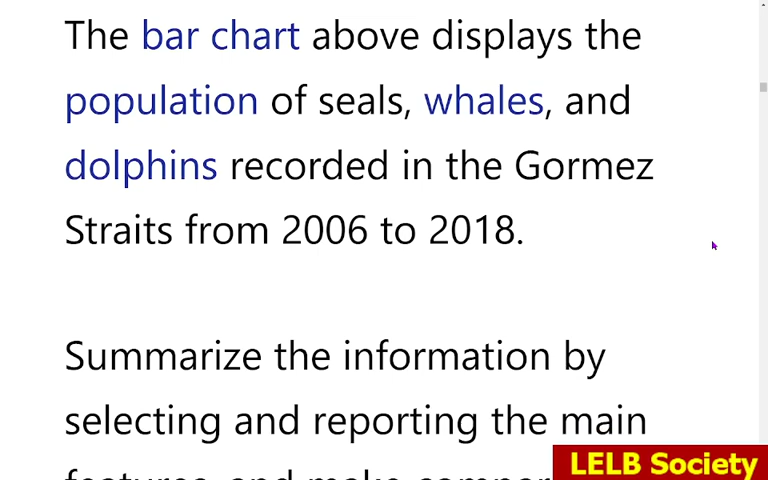 The bar chart above displays the
population of seals, whales, and
dolphins recorded in the Gormez
Straits from 2006 to 2018.
Summarize the information by
selecting and reporting the main
LELB Society